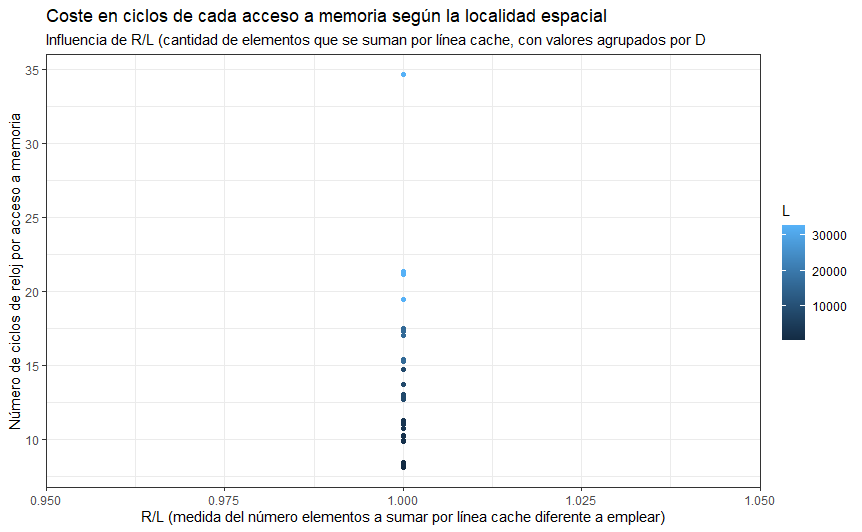 Coste en ciclos de cada acceso a memoria según la localidad espacial
Influencia de R/L (cantidad de elementos que se suman por línea cache, con valores agrupados por D
Número de ciclos de reloj por acceso a memoria
35
30
25
20
15
10
0.950
0.975
1.000
1.025
1.050
R/L (medida del número elementos a sumar por línea cache diferente a emplear)
L
30000
20000
10000